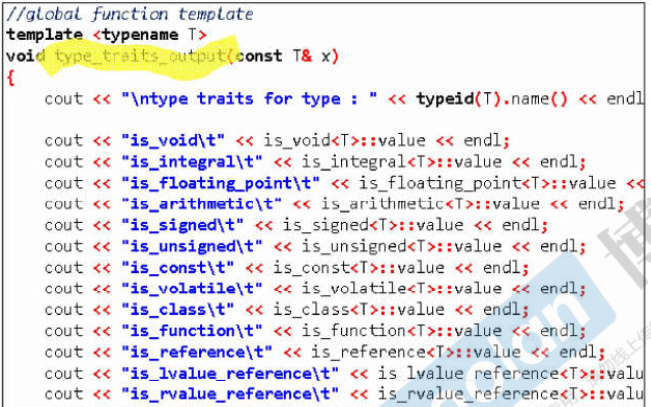 //global function template
template <typename T>
void type_traits_output(const T& x)
{
cout << "\ntype traits for type : " << typeid(T).name() << endl
cout << "is_void\t" << is_void<T>::value << endl;
cout << "is_integral\t" << is_integral<T>::value << endl;
cout << "is_floating_point\t" << is_floating_point<T>::value <<
cout << "is_arithmetic\t" << is_arithmetic<T>::value << endl;
cout << "is_signed\t" << is_signed<T>::value << endl;
cout << "is_unsigned\t" << is_unsigned<T>::value << endl;
cout << "is_const\t" << is_const<T>::value << endl;
cout << "is_volatile\t" << is_volatile<T>::value << endl;
cout << "is_class\t" << is_class<T>::value << endl;
cout << "is_function\t" << is_function<T>::value << endl;
cout << "is_reference\t" << is_reference<T>::value << endl;
cout << "is_lvalue_reference\t" << is_lvalue_reference<T>::valu
cout << "is_rvalue_reference\t" << is_rvalue_reference<T>::valu